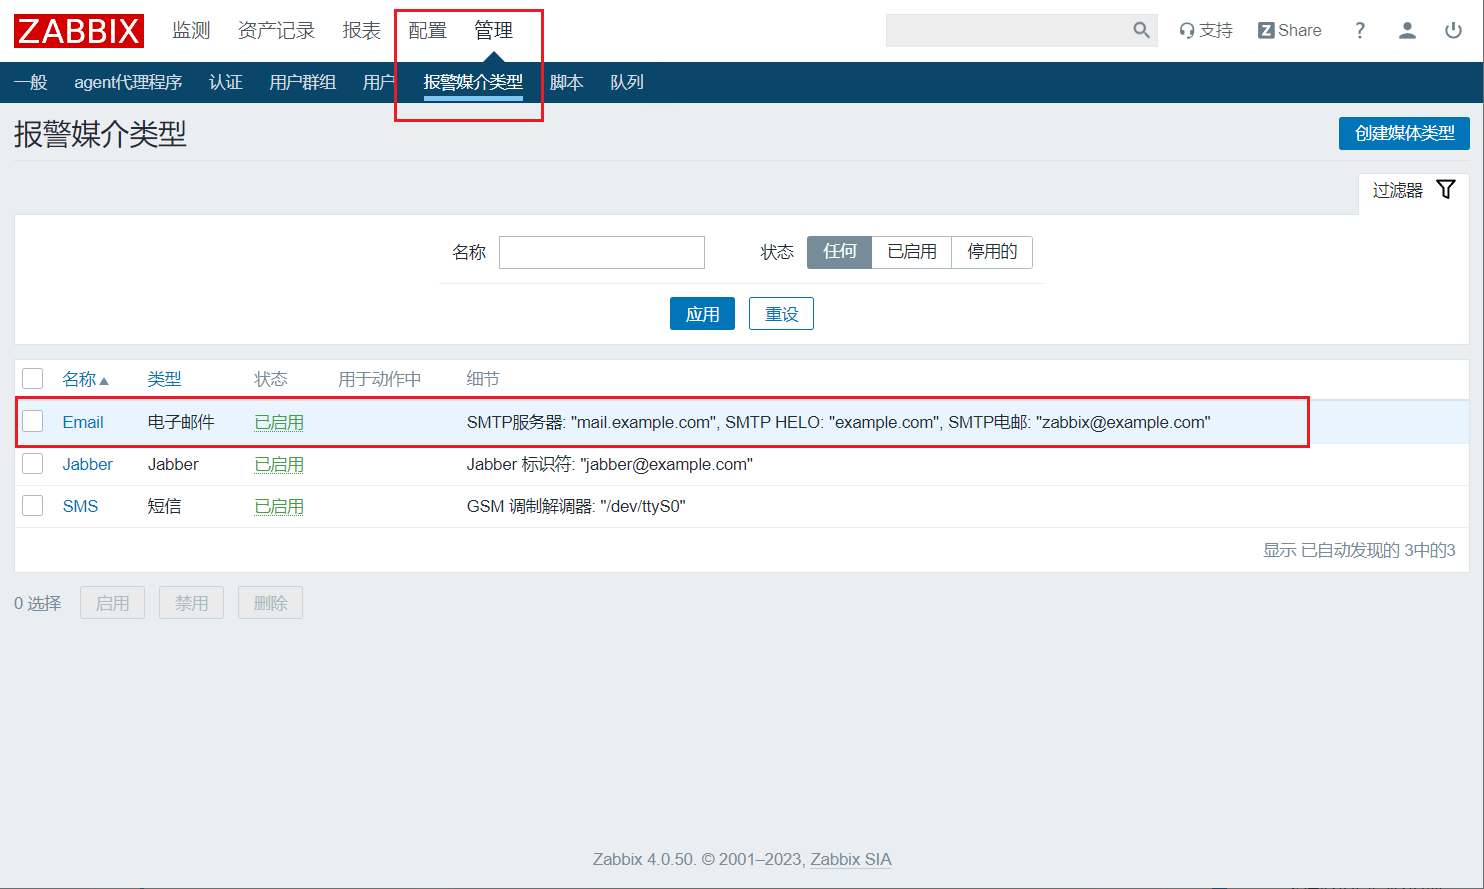 ZABBIX 监测 资产记录 报表 配置 管理 支持 Z Share ?
一般 agent代理程序 认证 用户群组 用户 报警媒介类型 脚本 队列
报警媒介类型 创建媒体类型
过滤器
名称 状态 任何 已启用 停用的
应用 重设
名称 类型 状态 用于动作中 细节
Email 电子邮件 已启用 SMTP服务器: "mail.example.com", SMTP HELO: "example.com", SMTP电邮: "zabbix@example.com"
Jabber Jabber 已启用 Jabber 标识符: "jabber@example.com"
SMS 短信 已启用 GSM 调制解调器: "/dev/ttyS0"
显示 已自动发现的 3中的3
0 选择 启用 禁用 删除
Zabbix 4.0.50. © 2001–2023, Zabbix SIA